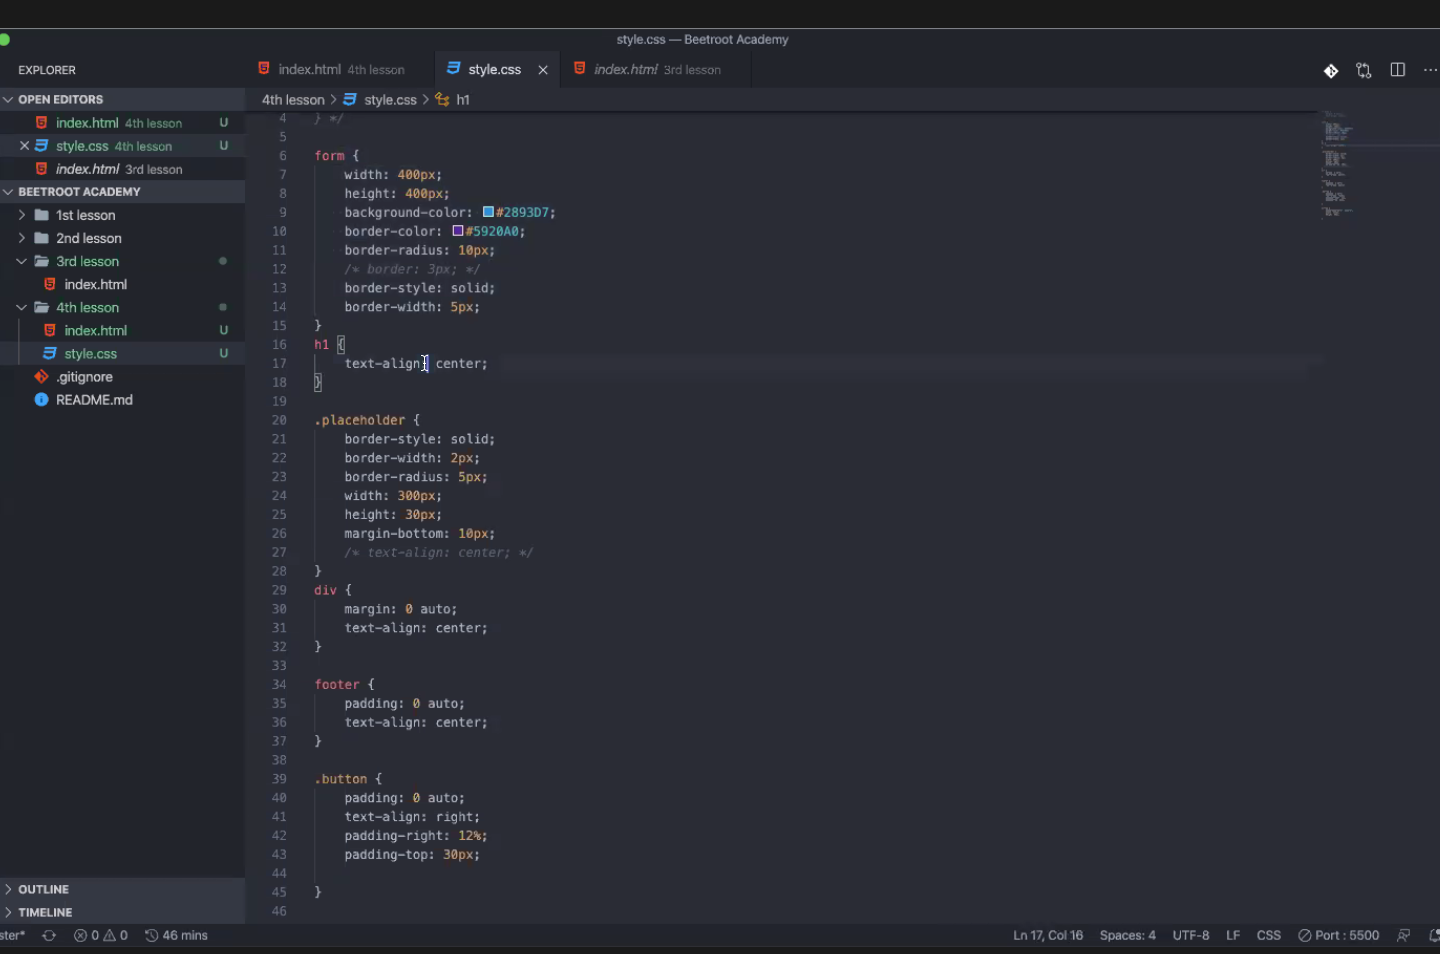 style.css — Beetroot Academy
EXPLORER
index.html 4th lesson
style.css
index.html 3rd lesson
OPEN EDITORS
index.html 4th lesson U
style.css 4th lesson U
index.html 3rd lesson
BEETROOT ACADEMY
1st lesson
2nd lesson
3rd lesson
index.html
4th lesson
index.html U
style.css U
.gitignore
README.md
OUTLINE
TIMELINE
4th lesson > style.css > h1
4 } */
5
6 form {
7 width: 400px;
8 height: 400px;
9 background-color: #2893D7;
10 border-color: #5920A0;
11 border-radius: 10px;
12 /* border: 3px; */
13 border-style: solid;
14 border-width: 5px;
15 }
16 h1 {
17 text-align: center;
18 }
19
20 .placeholder {
21 border-style: solid;
22 border-width: 2px;
23 border-radius: 5px;
24 width: 300px;
25 height: 30px;
26 margin-bottom: 10px;
27 /* text-align: center; */
28 }
29 div {
30 margin: 0 auto;
31 text-align: center;
32 }
33
34 footer {
35 padding: 0 auto;
36 text-align: center;
37 }
38
39 .button {
40 padding: 0 auto;
41 text-align: right;
42 padding-right: 12%;
43 padding-top: 30px;
44
45 }
46
ster* 0 0 46 mins
Ln 17, Col 16 Spaces: 4 UTF-8 LF CSS Port : 5500